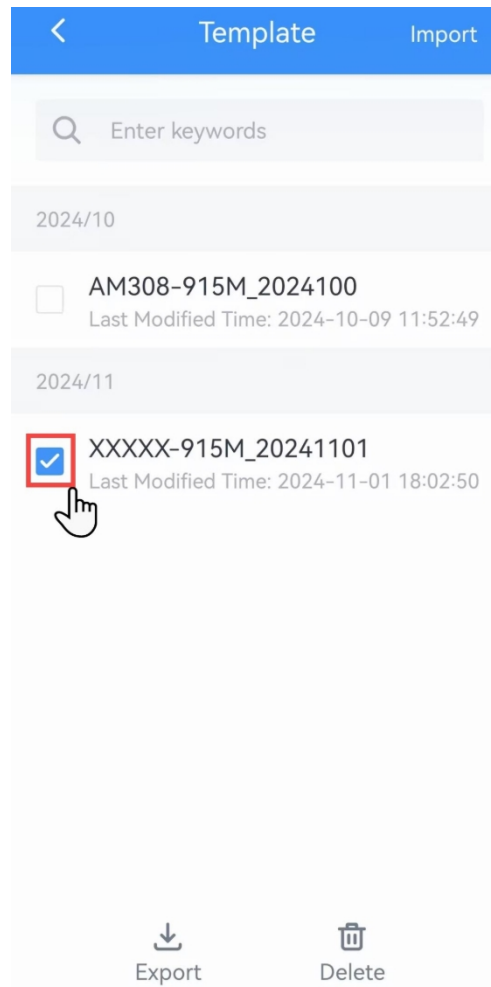 Template Import
Enter keywords
2024/10
AM308-915M_2024100
Last Modified Time: 2024-10-09 11:52:49
2024/11
XXXXX-915M_20241101
Last Modified Time: 2024-11-01 18:02:50
Export Delete